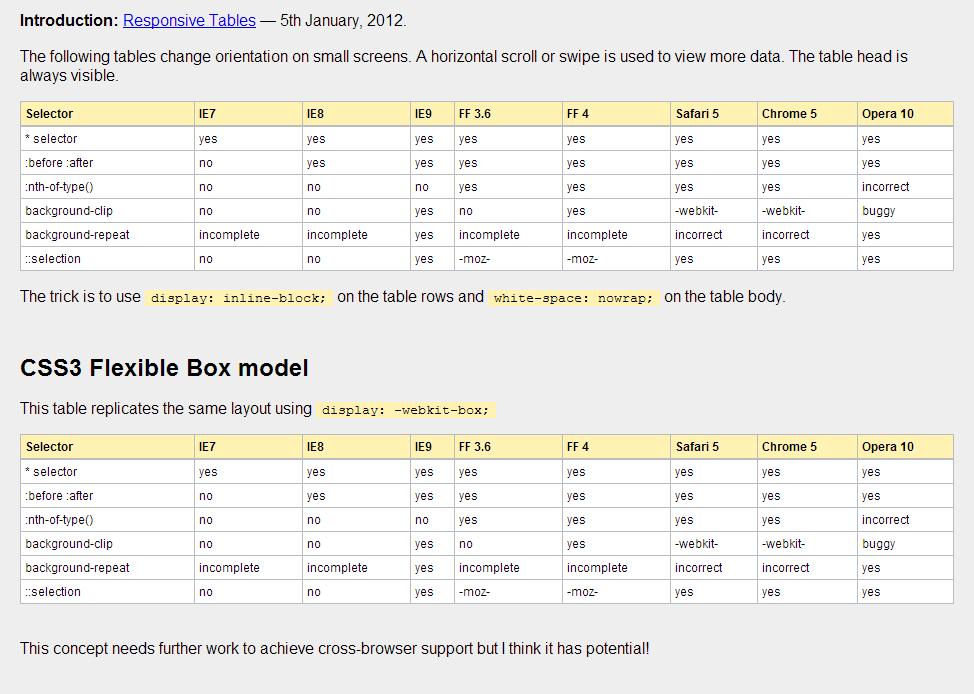 Introduction: Responsive Tables — 5th January, 2012.
The following tables change orientation on small screens. A horizontal scroll or swipe is used to view more data. The table head is
always visible.
Selector IE7 IE8 IE9 FF 3.6 FF 4 Safari 5 Chrome 5 Opera 10
* selector yes yes yes yes yes yes yes yes
:before :after no yes yes yes yes yes yes yes
:nth-of-type() no no no yes yes yes yes incorrect
background-clip no no yes no yes -webkit- -webkit- buggy
background-repeat incomplete incomplete yes incomplete incomplete incorrect incorrect yes
::selection no no yes -moz- -moz- yes yes yes
The trick is to use display: inline-block; on the table rows and white-space: nowrap; on the table body.
CSS3 Flexible Box model
This table replicates the same layout using display: -webkit-box;
Selector IE7 IE8 IE9 FF 3.6 FF 4 Safari 5 Chrome 5 Opera 10
* selector yes yes yes yes yes yes yes yes
:before :after no yes yes yes yes yes yes yes
:nth-of-type() no no no yes yes yes yes incorrect
background-clip no no yes no yes -webkit- -webkit- buggy
background-repeat incomplete incomplete yes incomplete incomplete incorrect incorrect yes
::selection no no yes -moz- -moz- yes yes yes
This concept needs further work to achieve cross-browser support but I think it has potential!